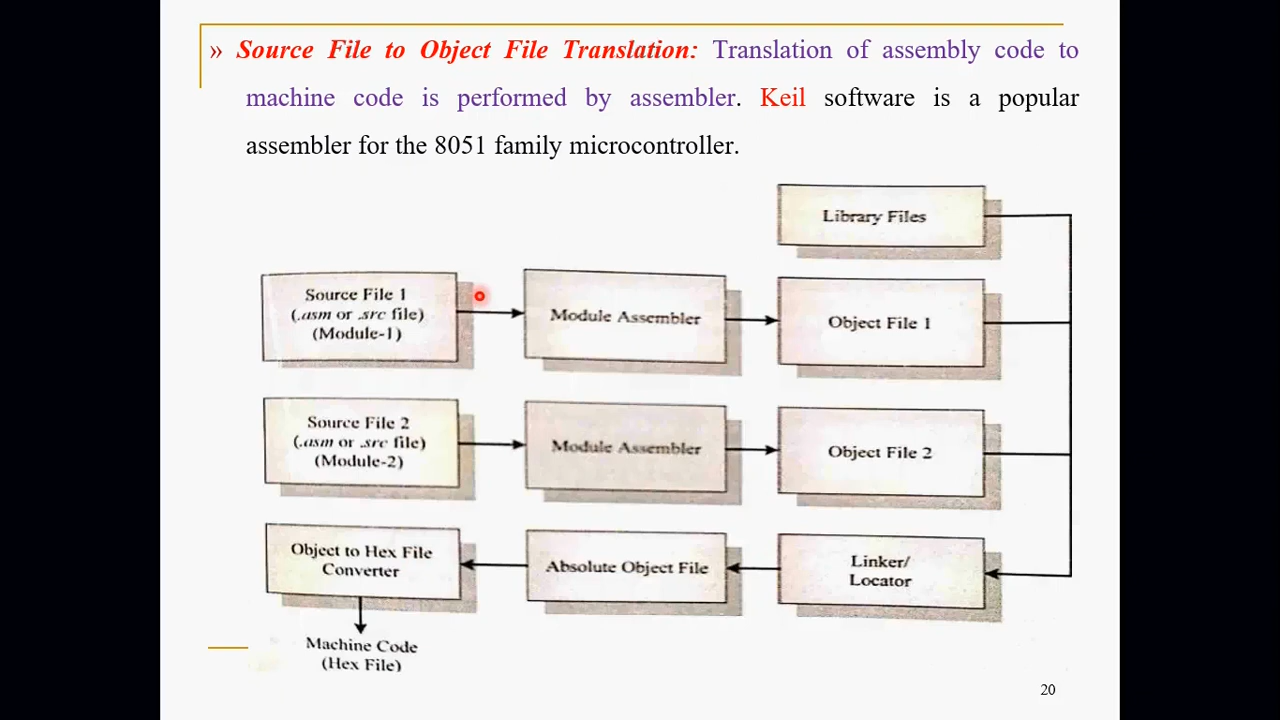 » Source File to Object File Translation: Translation of assembly code to
machine code is performed by assembler. Keil software is a popular
assembler for the 8051 family microcontroller.
Library Files
Source File 1
(.asm or .src file)
(Module-1)
Module Assembler
Object File 1
Source File 2
(.asm or .src file)
(Module-2)
Module Assembler
Object File 2
Object to Hex File
Converter
Absolute Object File
Linker/
Locator
Machine Code
(Hex File)
20